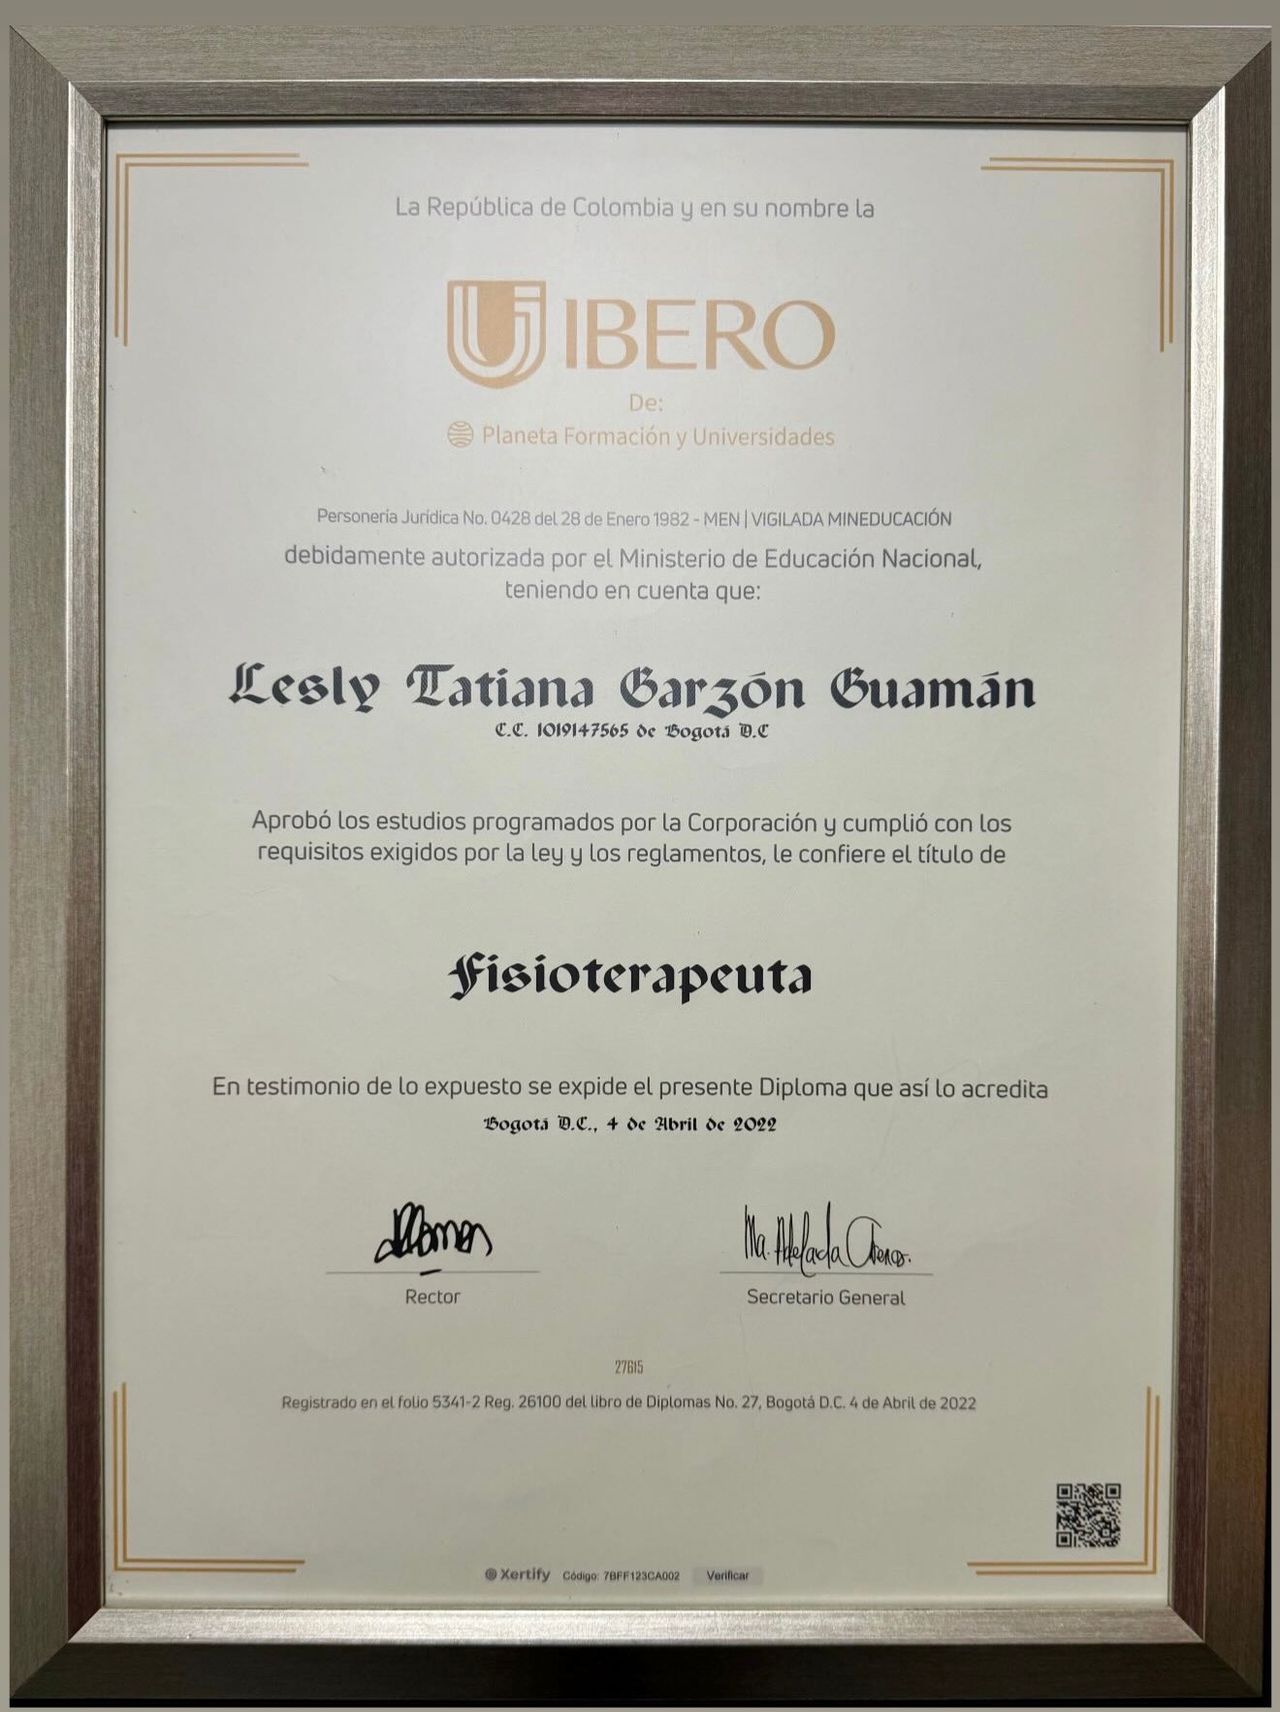 La República de Colombia y en su nombre la
UI IBERO
De:
Planeta Formación y Universidades
Personería Jurídica No. 0428 del 28 de Enero 1982 - MEN | VIGILADA MINEDUCACIÓN
debidamente autorizada por el Ministerio de Educación Nacional,
teniendo en cuenta que:
Lesly Tatiana Garzón Guamán
C.C. 1019147565 de Bogotá D.C
Aprobó los estudios programados por la Corporación y cumplió con los
requisitos exigidos por la ley y los reglamentos, le confiere el título de
Fisioterapeuta
En testimonio de lo expuesto se expide el presente Diploma que así lo acredita
Bogotá D.C., 4 de Abril de 2022
Ma. Adelada
Rector
Secretario General
27615
Registrado en el folio 5341-2 Reg. 26100 del libro de Diplomas No. 27, Bogotá D.C. 4 de Abril de 2022
Xertify Código: 7BFF123CA002 Verificar